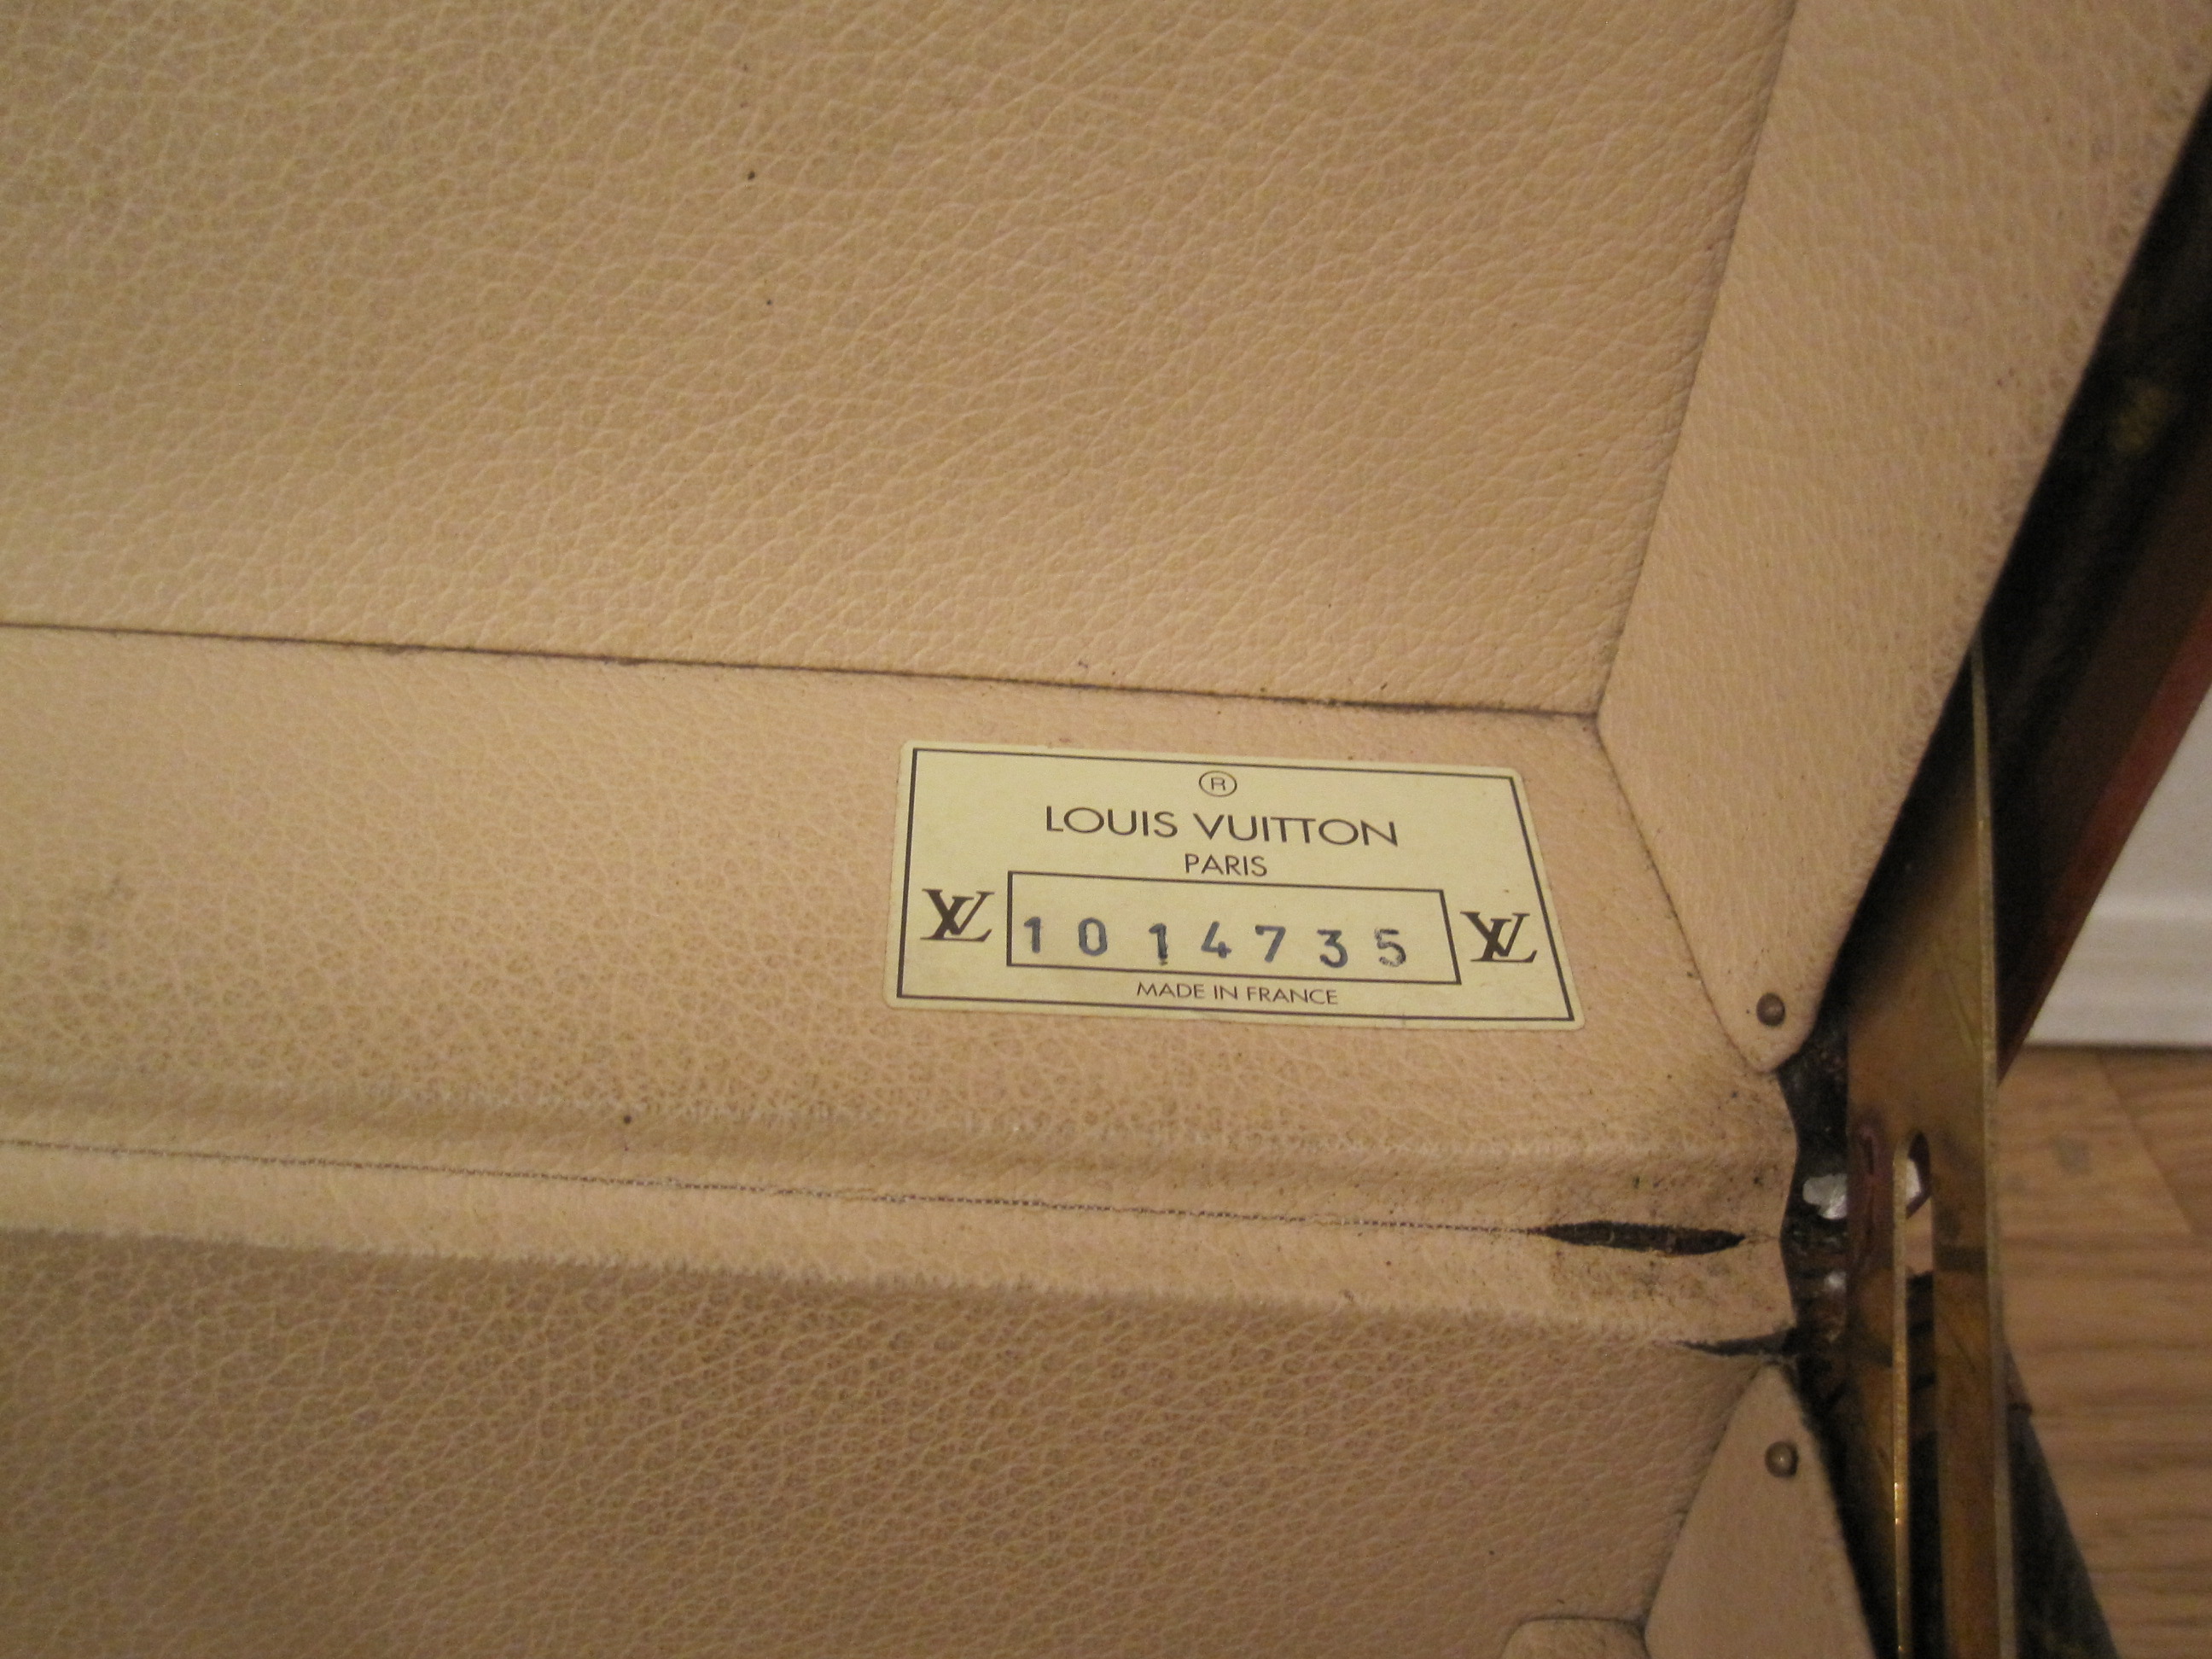 ®
LOUIS VUITTON
PARIS
LV 1014735 LV
MADE IN FRANCE